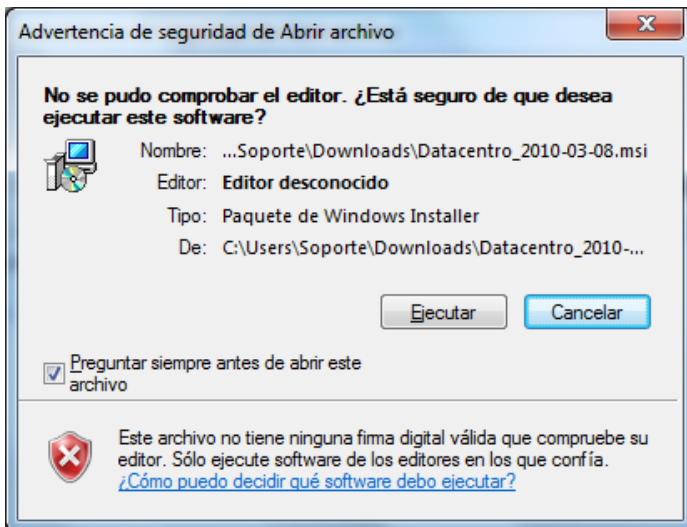 Advertencia de seguridad de Abrir archivo
No se pudo comprobar el editor. ¿Está seguro de que desea
ejecutar este software?
Nombre: ...Soporte\Downloads\Datacentro_2010-03-08.msi
Editor: Editor desconocido
Tipo: Paquete de Windows Installer
De: C:\Users\Soporte\Downloads\Datacentro_2010-...
Ejecutar Cancelar
Preguntar siempre antes de abrir este
archivo
Este archivo no tiene ninguna firma digital válida que compruebe su
editor. Sólo ejecute software de los editores en los que confía.
¿Cómo puedo decidir qué software debo ejecutar?